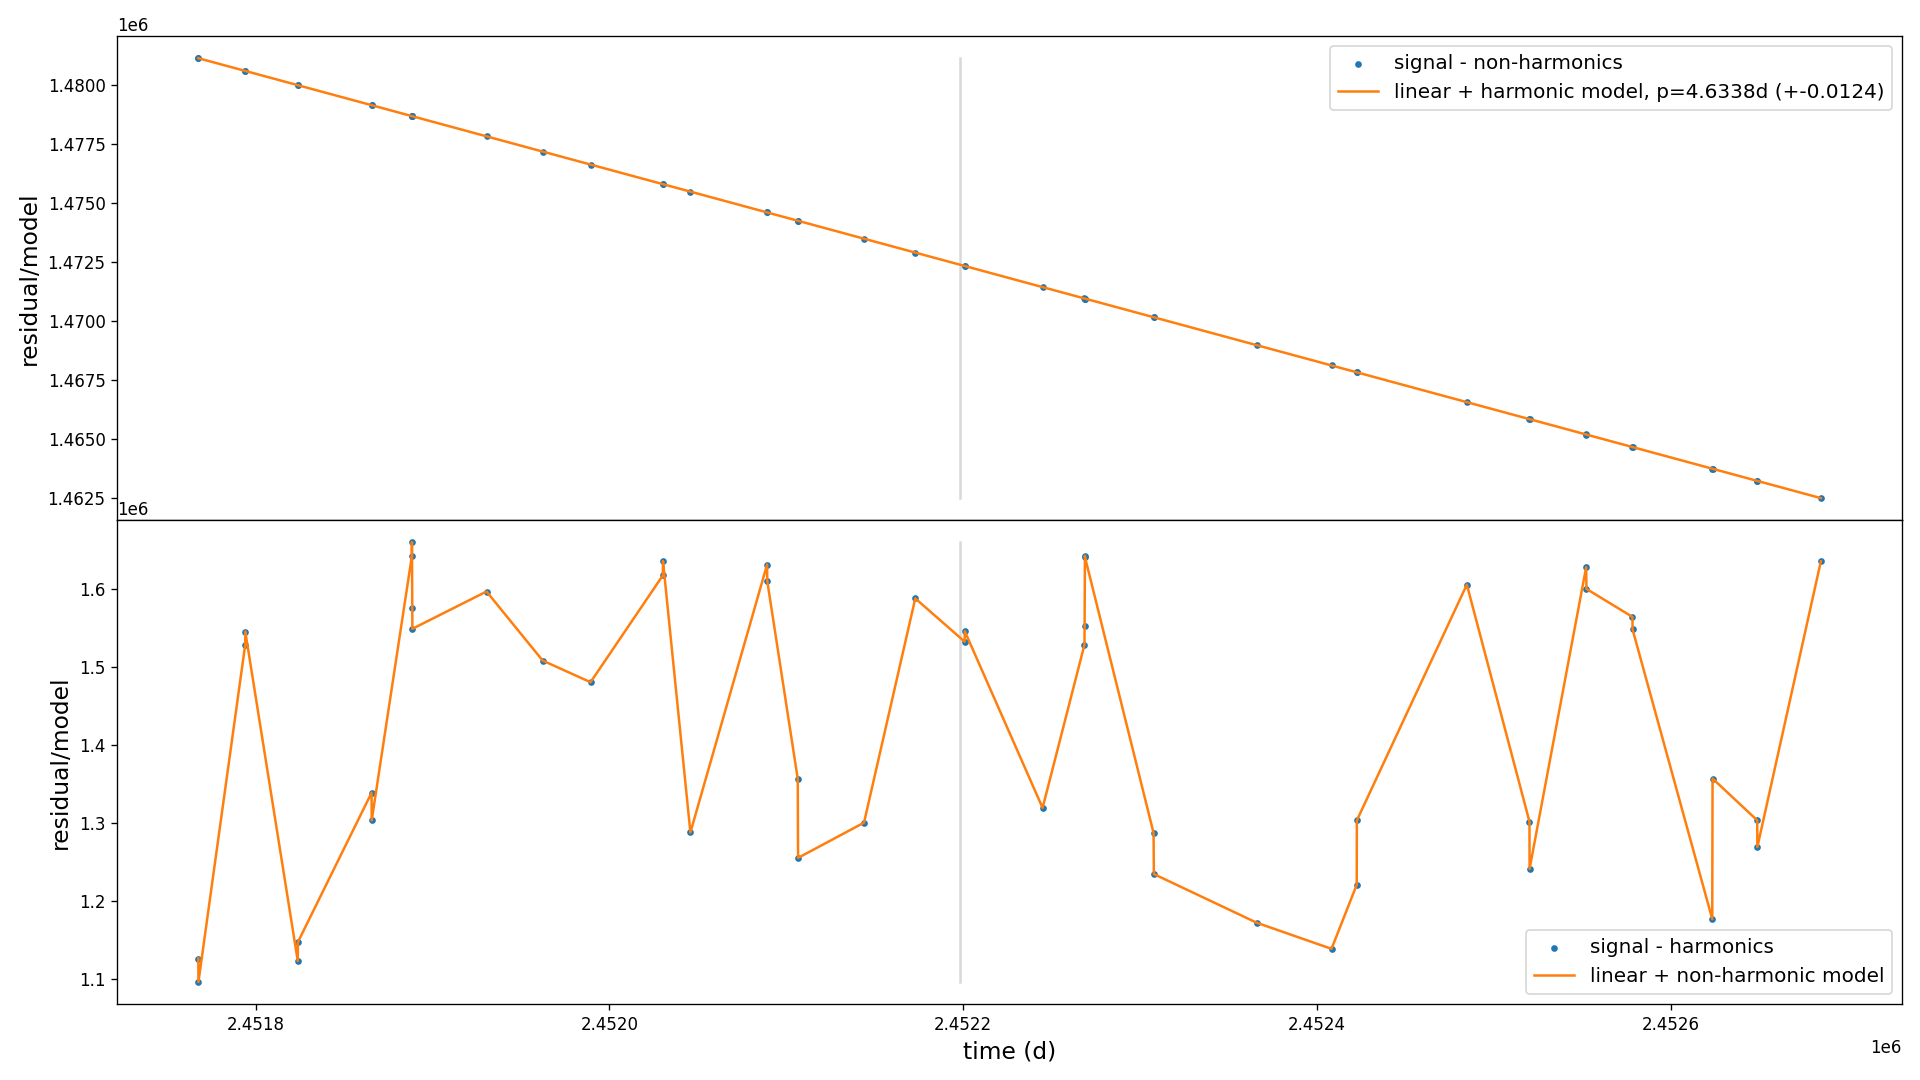 1e6
1.4800
1.4775
1.4750
1.4725
1.4700
1.4675
1.4650
1.4625
residual/model
signal - non-harmonics
linear + harmonic model, p=4.6338d (+-0.0124)
1e6
1.6
1.5
1.4
1.3
1.2
1.1
residual/model
signal - harmonics
linear + non-harmonic model
2.4518
2.4520
2.4522
2.4524
2.4526
1e6
time (d)